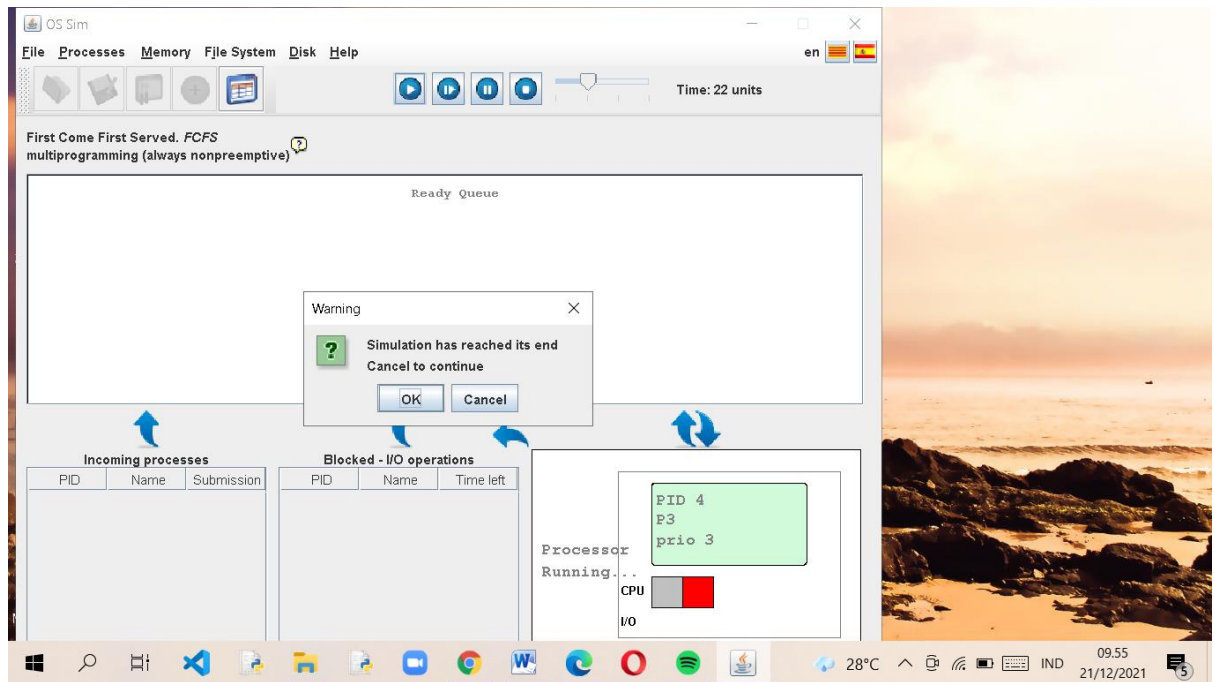 OS Sim
File Processes Memory File System Disk Help
en
Time: 22 units
First Come First Served. FCFS
multiprogramming (always nonpreemptive)
Ready Queue
Warning
Simulation has reached its end
Cancel to continue
OK Cancel
Incoming processes
PID Name Submission
Blocked - I/O operations
PID Name Time left
PID 4
P3
prio 3
Processor
Running...
CPU
I/O
28°C
IND
09.55
21/12/2021
5